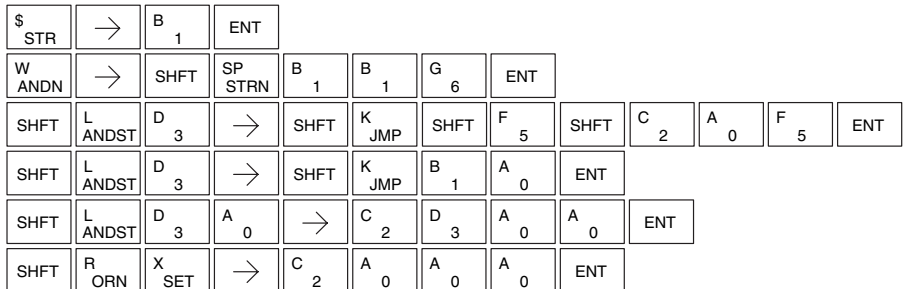 $ STR → B 1 ENT
W ANDN → SHFT SP STRN B 1 B 1 G 6 ENT
SHFT L ANDST D 3 → SHFT K JMP SHFT F 5 SHFT C 2 A 0 F 5 ENT
SHFT L ANDST D 3 → SHFT K JMP B 1 A 0 ENT
SHFT L ANDST D 3 A 0 → C 2 D 3 A 0 A 0 ENT
SHFT R ORN X SET → C 2 A 0 A 0 A 0 ENT